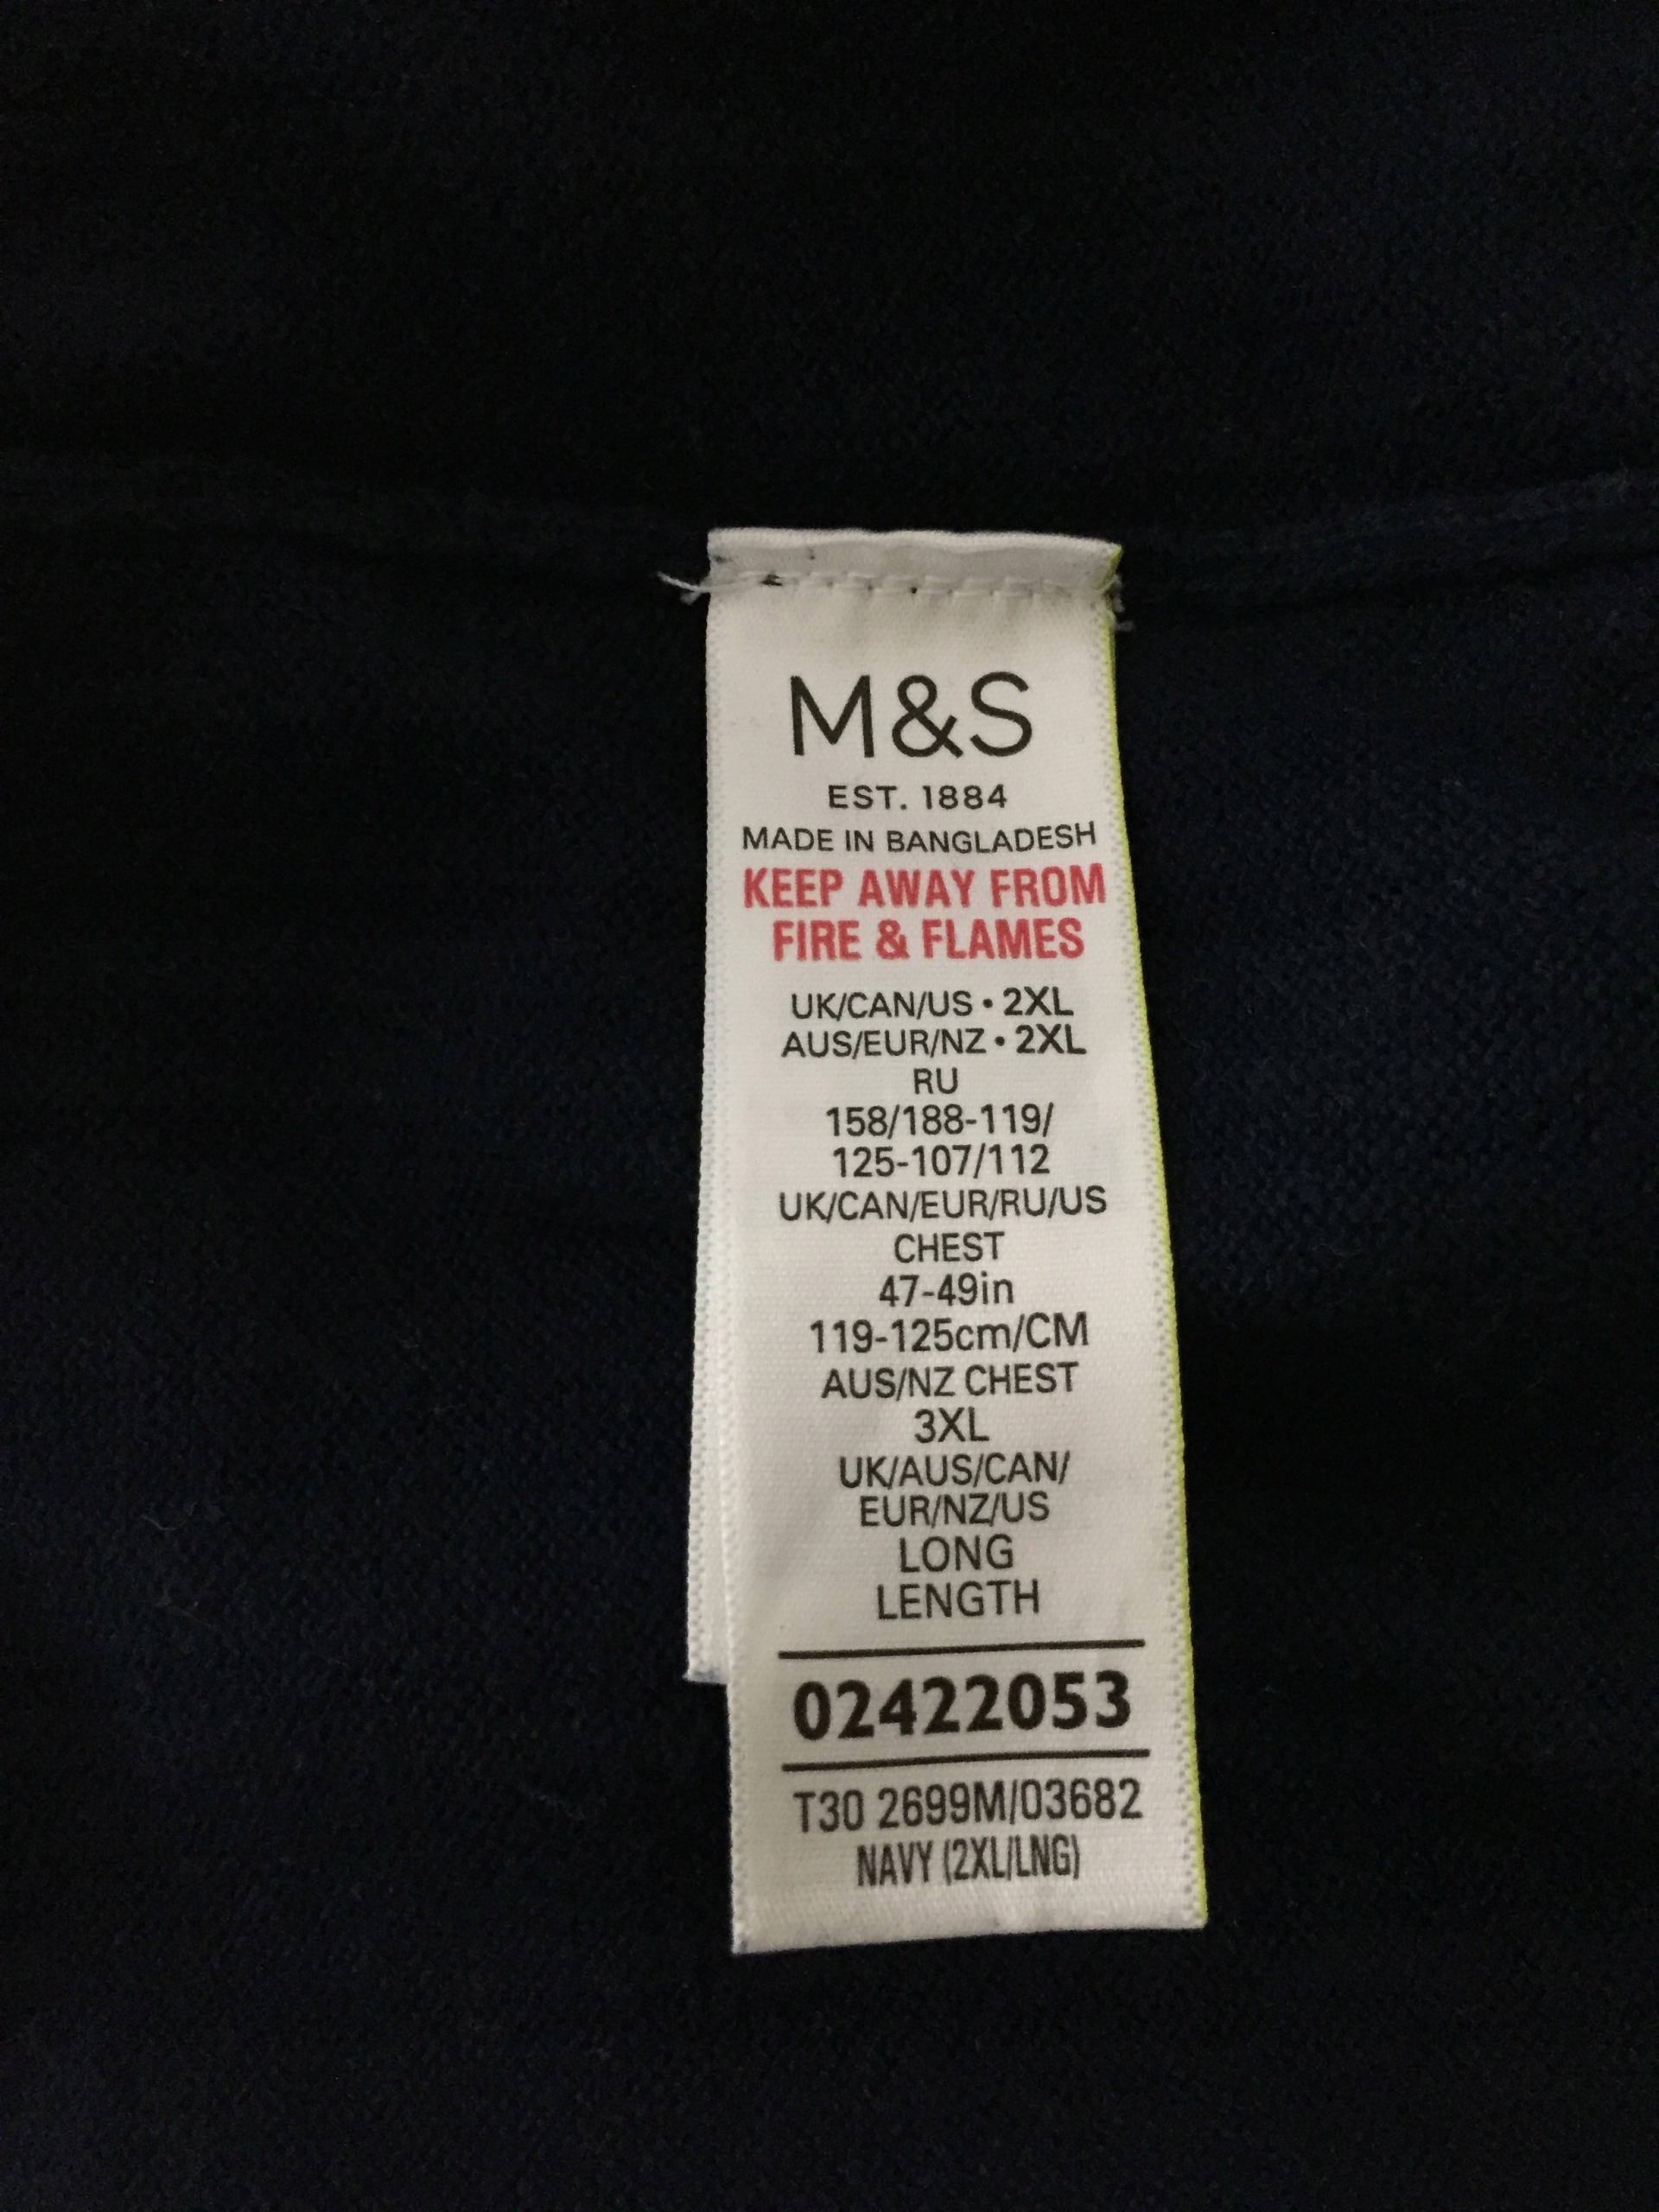 M&S
EST. 1884
MADE IN BANGLADESH
KEEP AWAY FROM
FIRE & FLAMES
UK/CAN/US • 2XL
AUS/EUR/NZ • 2XL
RU
158/188-119/
125-107/112
UK/CAN/EUR/RU/US
CHEST
47-49in
119-125cm/CM
AUS/NZ CHEST
3XL
UK/AUS/CAN/
EUR/NZ/US
LONG
LENGTH
02422053
T30 2699M/03682
NAVY (2XL/LNG)